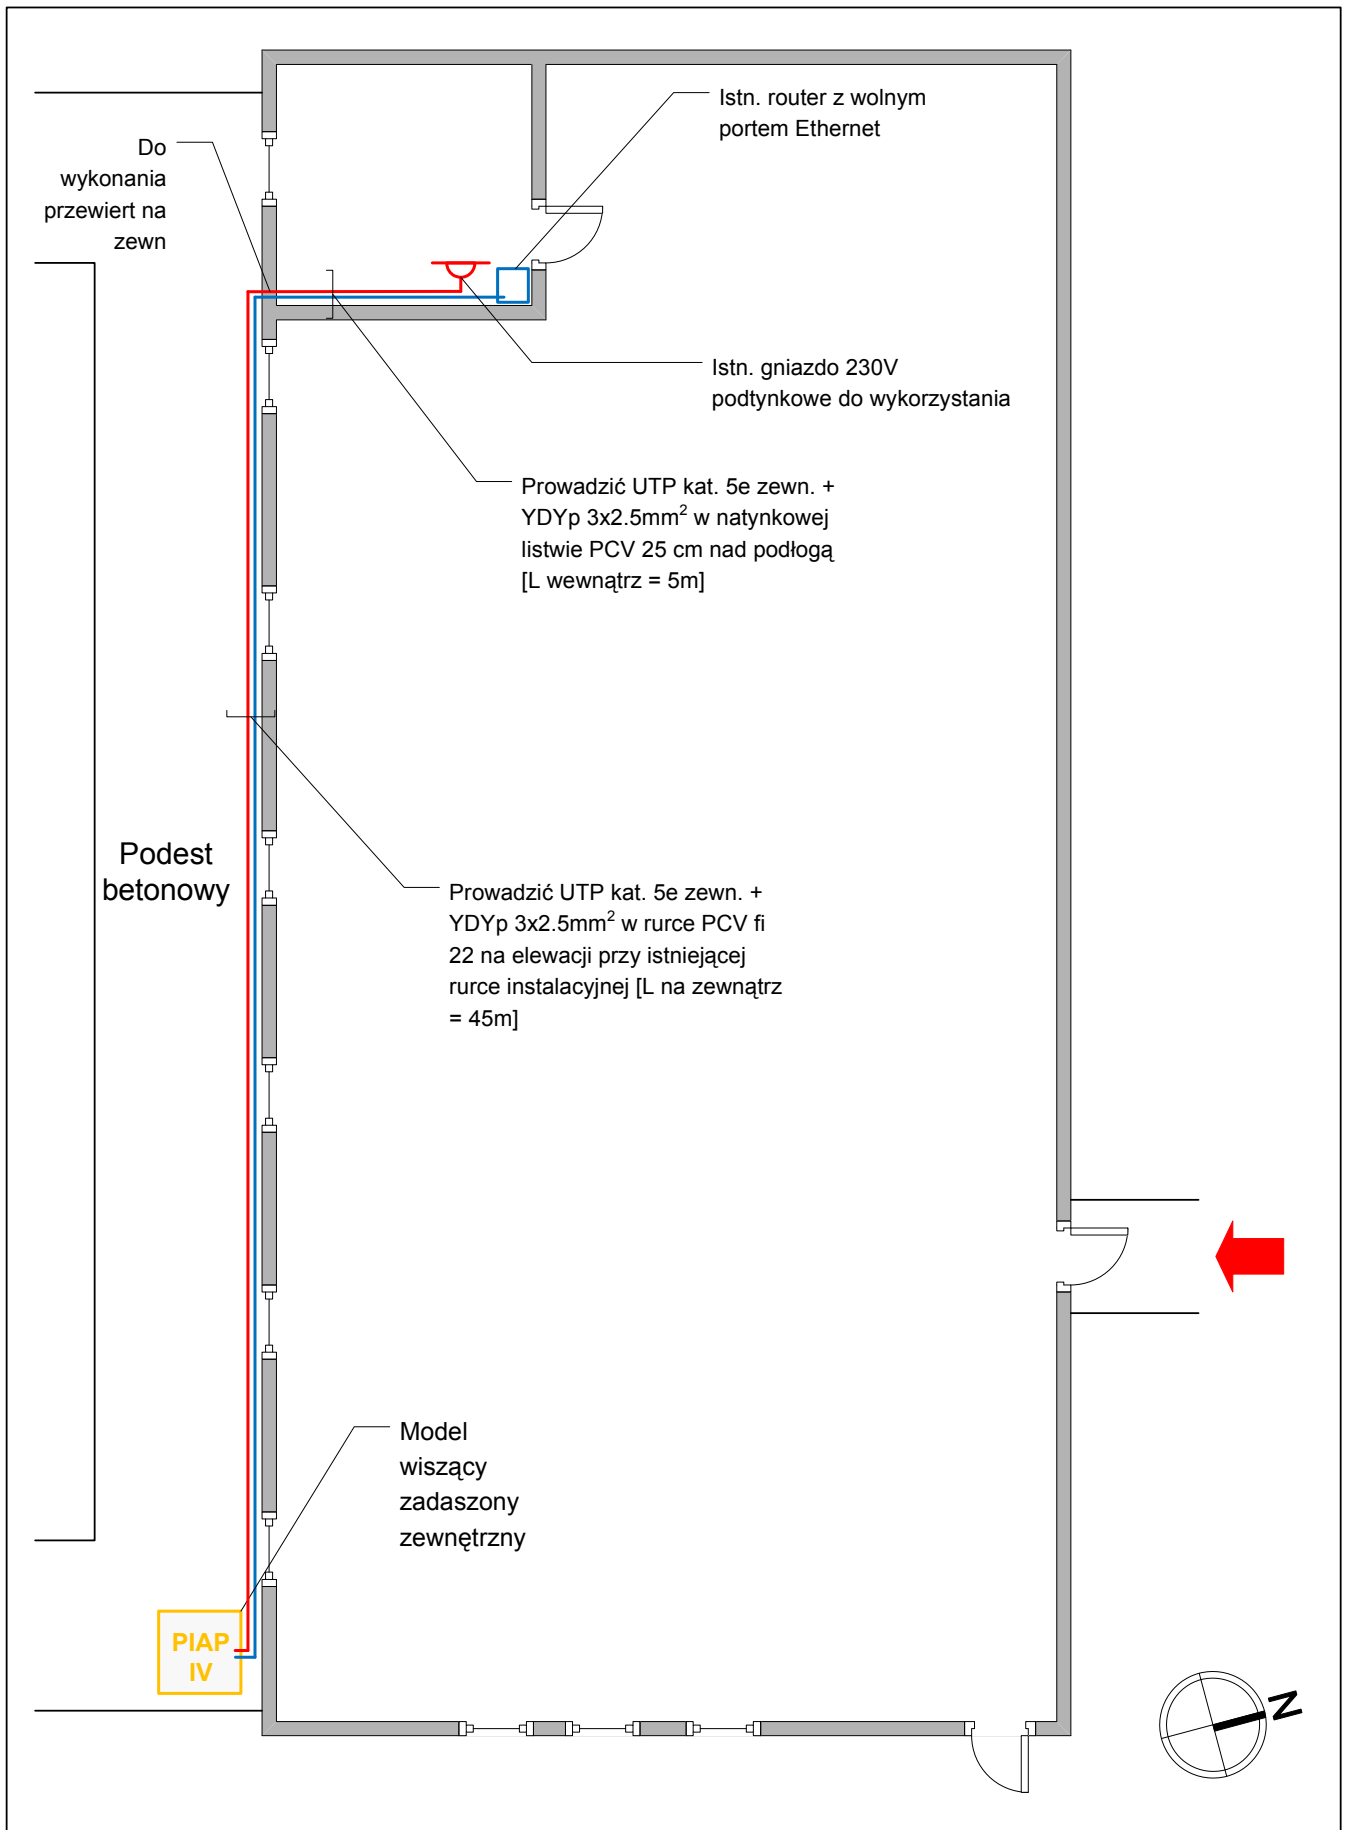 Istn. router z wolnym
portem Ethernet
Do
wykonania
przewiert na
zewn
Istn. gniazdo 230V
podtynkowe do wykorzystania
Prowadzić UTP kat. 5e zewn. +
YDYp 3x2.5mm² w natynkowej
listwie PCV 25 cm nad podłogą
[L wewnątrz = 5m]
Podest
betonowy
Prowadzić UTP kat. 5e zewn. +
YDYp 3x2.5mm² w rurce PCV fi
22 na elewacji przy istniejącej
rurce instalacyjnej [L na zewnątrz
= 45m]
Model
wiszący
zadaszony
zewnętrzny
PIAP
IV
N